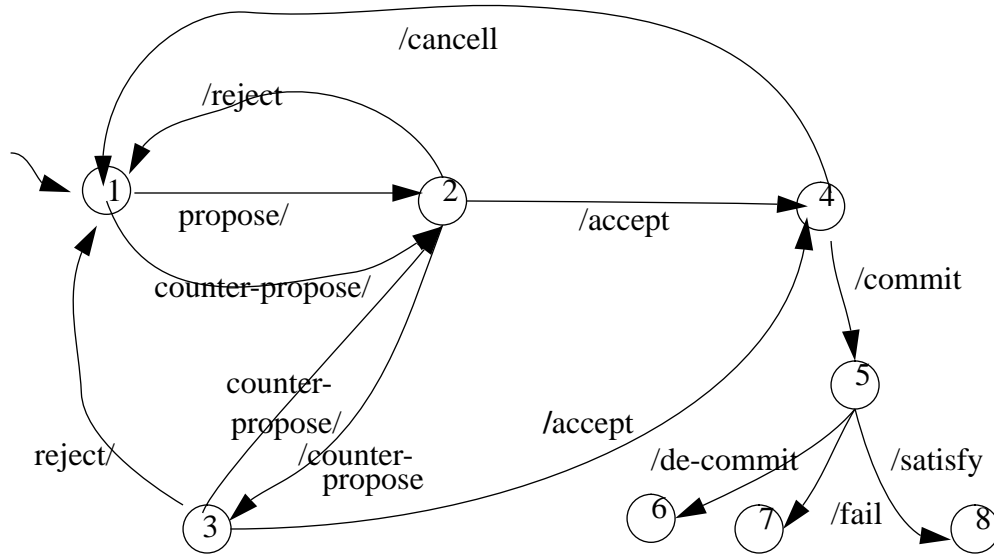 /cancell
/reject
1
2
4
propose/
/accept
counter-propose/
/commit
5
counter-
propose/
/accept
reject/
/counter-
propose
/de-commit
/satisfy
6
7
/fail
8
3